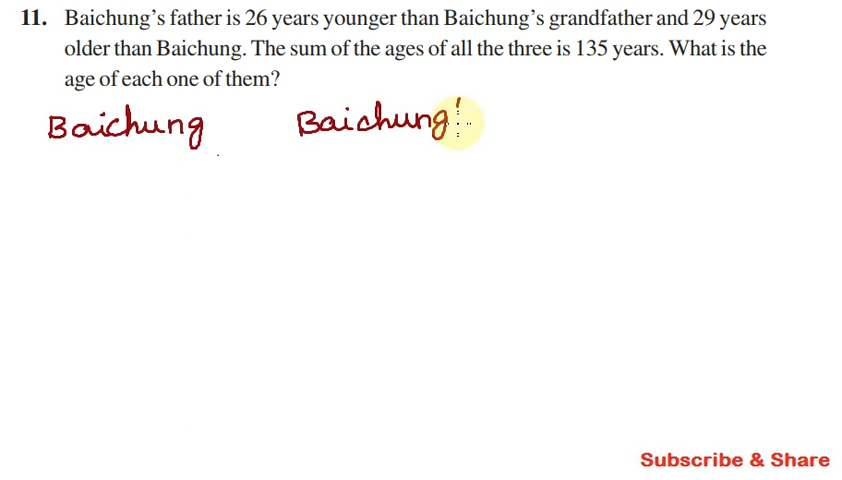 11. Baichung’s father is 26 years younger than Baichung’s grandfather and 29 years
older than Baichung. The sum of the ages of all the three is 135 years. What is the
age of each one of them?
Baichung Baichung'
Subscribe & Share